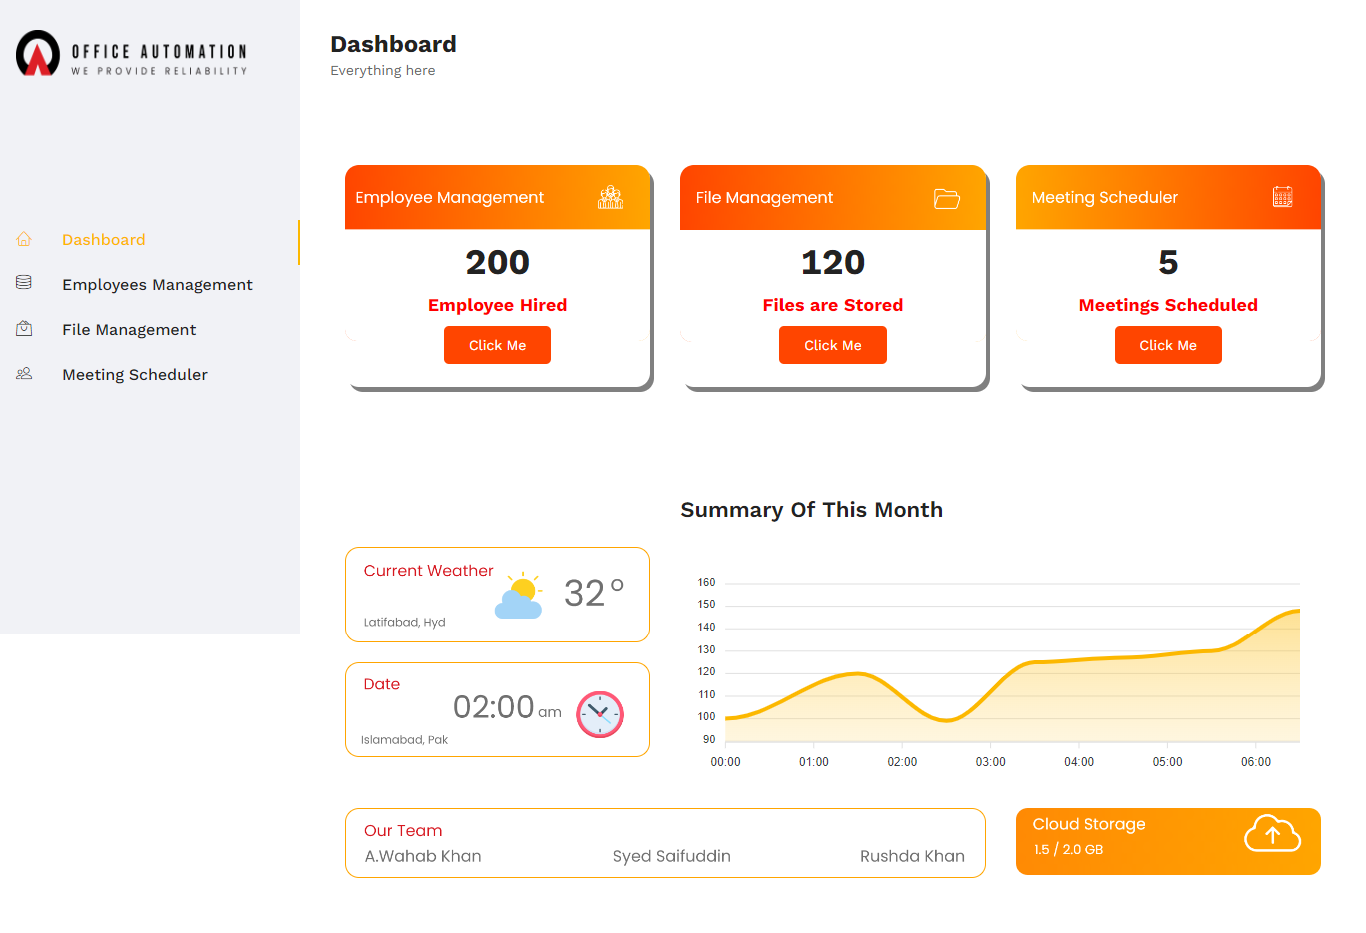 OFFICE AUTOMATION
WE PROVIDE RELIABILITY
Dashboard
Employees Management
File Management
Meeting Scheduler
Dashboard
Everything here
Employee Management
200
Employee Hired
Click Me
File Management
120
Files are Stored
Click Me
Meeting Scheduler
5
Meetings Scheduled
Click Me
Summary Of This Month
Current Weather
32°
Latifabad, Hyd
Date
02:00 am
Islamabad, Pak
160
150
140
130
120
110
100
90
00:00 01:00 02:00 03:00 04:00 05:00 06:00
Our Team
A.Wahab Khan Syed Saifuddin Rushda Khan
Cloud Storage
1.5 / 2.0 GB